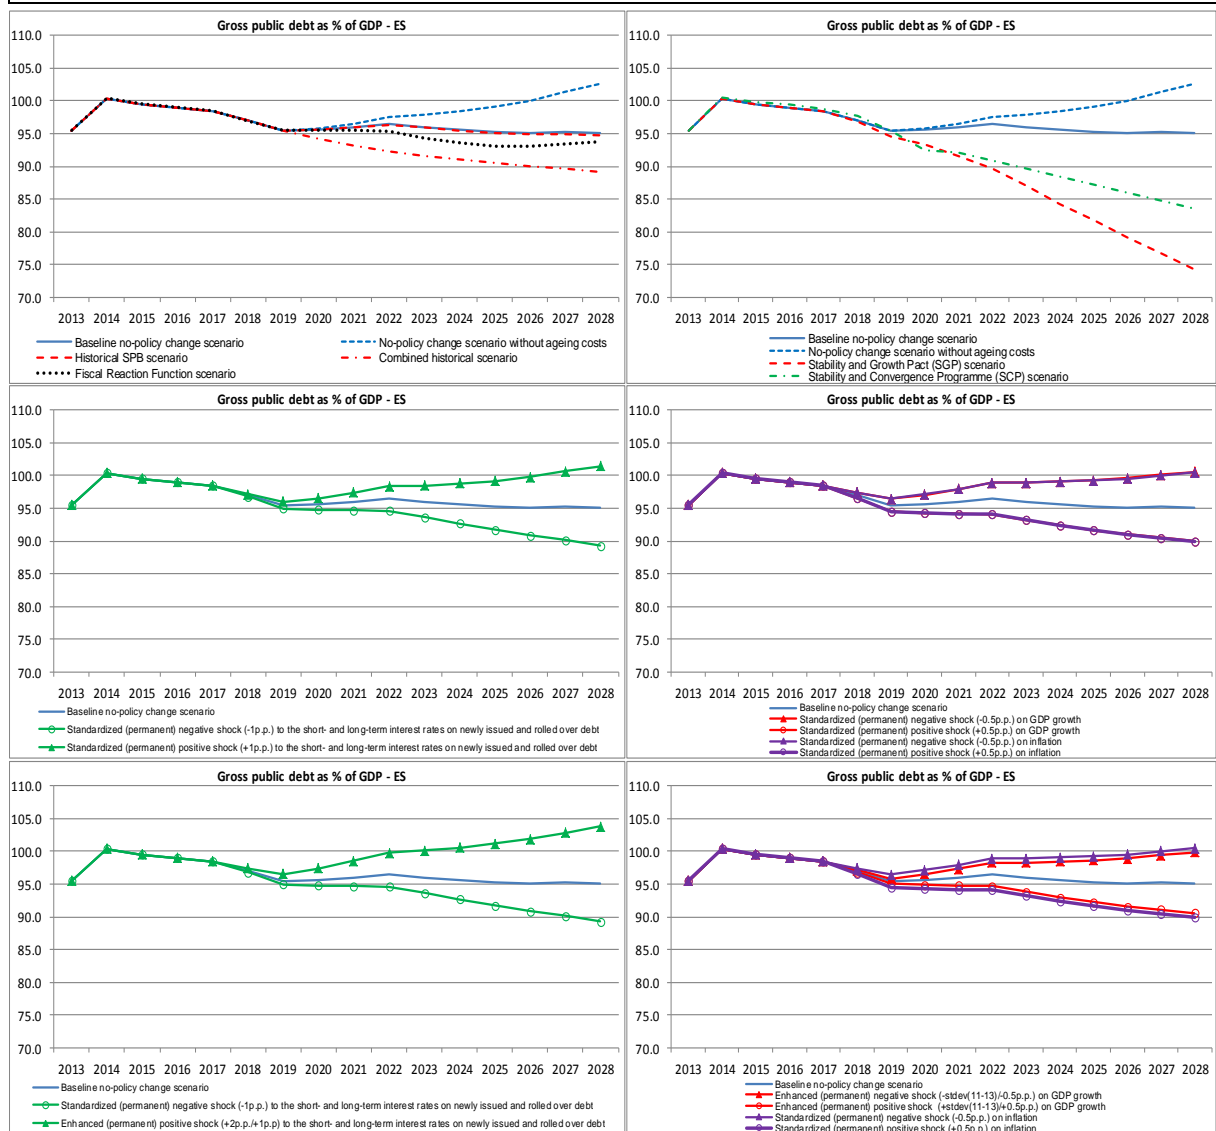 Gross public debt as % of GDP - ES
110.0
105.0
100.0
95.0
90.0
85.0
80.0
75.0
70.0
2013 2014 2015 2016 2017 2018 2019 2020 2021 2022 2023 2024 2025 2026 2027 2028
Baseline no-policy change scenario
No-policy change scenario without ageing costs
Historical SPB scenario
Combined historical scenario
Fiscal Reaction Function scenario
Gross public debt as % of GDP - ES
110.0
105.0
100.0
95.0
90.0
85.0
80.0
75.0
70.0
2013 2014 2015 2016 2017 2018 2019 2020 2021 2022 2023 2024 2025 2026 2027 2028
Baseline no-policy change scenario
No-policy change scenario without ageing costs
Stability and Growth Pact (SGP) scenario
Stability and Convergence Programme (SCP) scenario
Gross public debt as % of GDP - ES
110.0
105.0
100.0
95.0
90.0
85.0
80.0
75.0
70.0
2013 2014 2015 2016 2017 2018 2019 2020 2021 2022 2023 2024 2025 2026 2027 2028
Baseline no-policy change scenario
Standardized (permanent) negative shock (-1p.p.) to the short- and long-term interest rates on newly issued and rolled over debt
Standardized (permanent) positive shock (+1p.p.) to the short- and long-term interest rates on newly issued and rolled over debt
Gross public debt as % of GDP - ES
110.0
105.0
100.0
95.0
90.0
85.0
80.0
75.0
70.0
2013 2014 2015 2016 2017 2018 2019 2020 2021 2022 2023 2024 2025 2026 2027 2028
Baseline no-policy change scenario
Standardized (permanent) negative shock (-0.5p.p.) on GDP growth
Standardized (permanent) positive shock (+0.5p.p.) on GDP growth
Standardized (permanent) negative shock (-0.5p.p.) on inflation
Standardized (permanent) positive shock (+0.5p.p.) on inflation
Gross public debt as % of GDP - ES
110.0
105.0
100.0
95.0
90.0
85.0
80.0
75.0
70.0
2013 2014 2015 2016 2017 2018 2019 2020 2021 2022 2023 2024 2025 2026 2027 2028
Baseline no-policy change scenario
Standardized (permanent) negative shock (-1p.p.) to the short- and long-term interest rates on newly issued and rolled over debt
Enhanced (permanent) positive shock (+2p.p./+1p.p) to the short- and long-term interest rates on newly issued and rolled over debt
Gross public debt as % of GDP - ES
110.0
105.0
100.0
95.0
90.0
85.0
80.0
75.0
70.0
2013 2014 2015 2016 2017 2018 2019 2020 2021 2022 2023 2024 2025 2026 2027 2028
Baseline no-policy change scenario
Enhanced (permanent) negative shock (-stdev(11-13)/-0.5p.p.) on GDP growth
Enhanced (permanent) positive shock (+stdev(11-13)/+0.5p.p.) on GDP growth
Standardized (permanent) negative shock (-0.5p.p.) on inflation
Standardized (permanent) positive shock (+0.5p.p.) on inflation